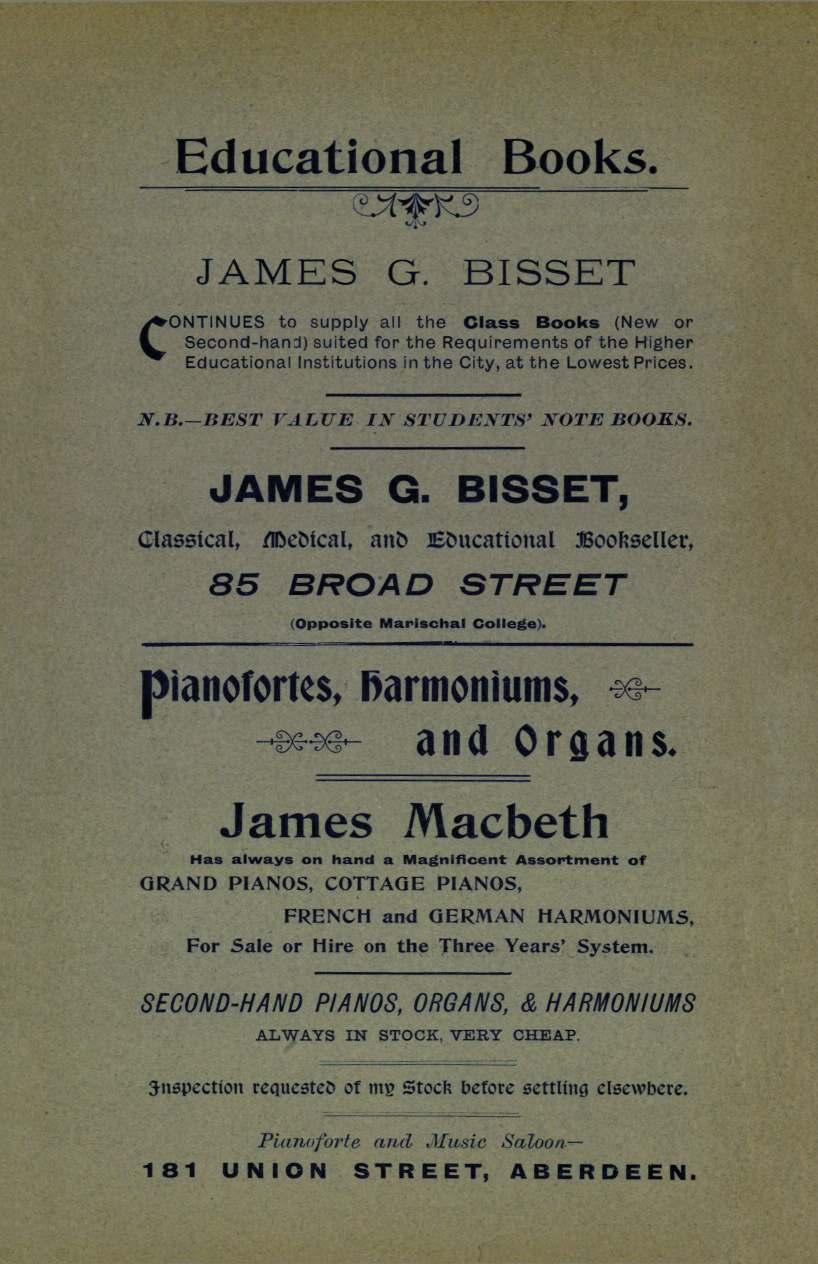 Educational Books.
JAMES G. BISSET
CONTINUES to supply all the Class Books (New or
Second-hand) suited for the Requirements of the Higher
Educational Institutions in the City, at the Lowest Prices.
N.B.—BEST VALUE IN STUDENTS' NOTE BOOKS.
JAMES G. BISSET,
Classical, Medical, and Educational Bookseller,
85 BROAD STREET
(Opposite Marischal College).
Pianofortes, Harmoniums,
and Organs.
James Macbeth
Has always on hand a Magnificent Assortment of
GRAND PIANOS, COTTAGE PIANOS,
FRENCH and GERMAN HARMONIUMS,
For Sale or Hire on the Three Years' System.
SECOND-HAND PIANOS, ORGANS, & HARMONIUMS
ALWAYS IN STOCK, VERY CHEAP.
Inspection requested of my Stock before settling elsewhere.
Pianoforte and Music Saloon—
181 UNION STREET, ABERDEEN.